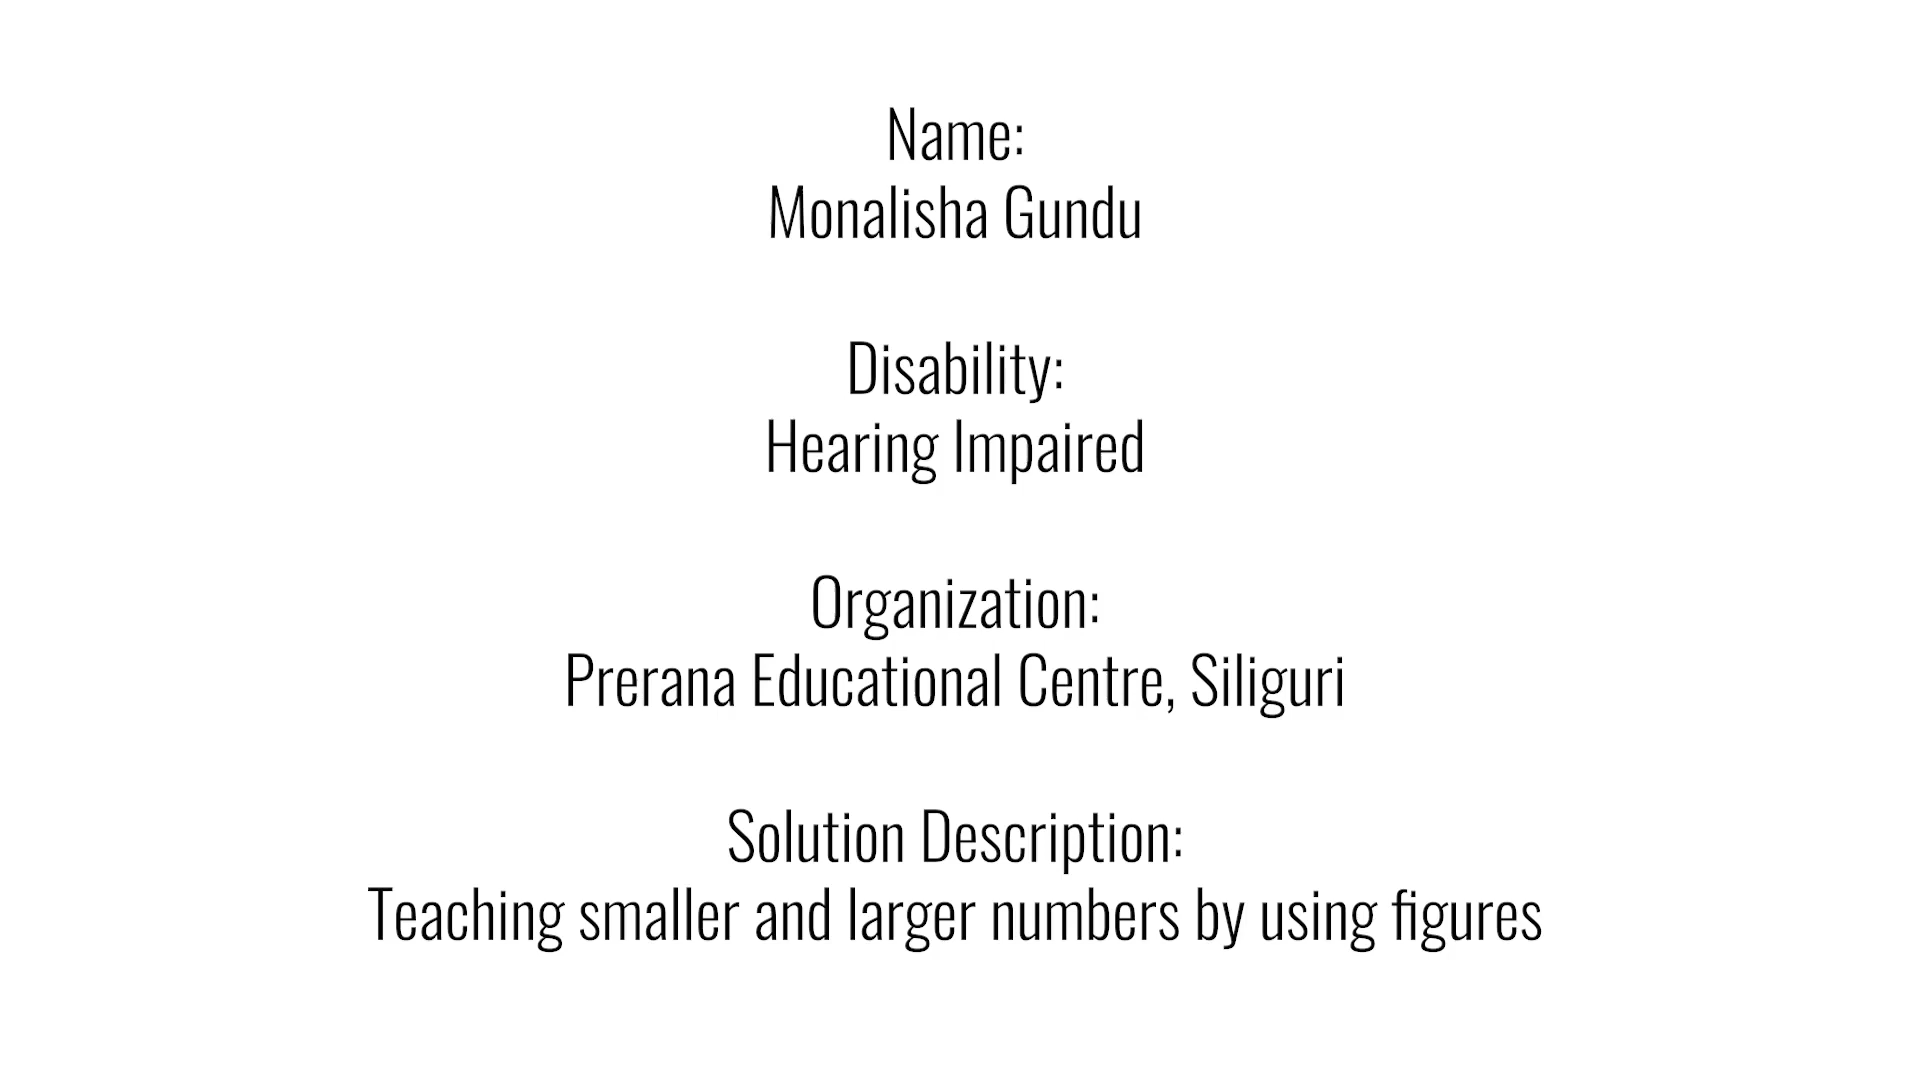 Name:
Monalisha Gundu
Disability:
Hearing Impaired
Organization:
Prerana Educational Centre, Siliguri
Solution Description:
Teaching smaller and larger numbers by using figures